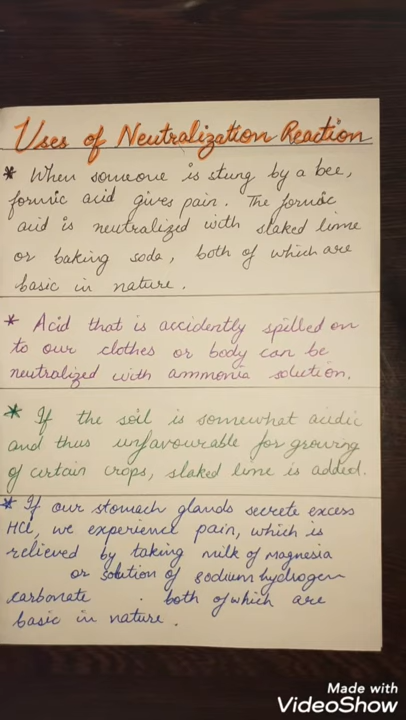 Uses of Neutralization Reaction
* When someone is stung by a bee,
formic acid gives pain. The formic
acid is neutralized with slaked lime
or baking soda, both of which are
basic in nature.
* Acid that is accidently spilled on
to our clothes or body can be
neutralized with ammonia solution.
* If the soil is somewhat acidic
and thus unfavourable for growing
of certain crops, slaked lime is added.
* If our stomach glands secrete excess
HCl, we experience pain, which is
relieved by taking milk of magnesia
or solution of sodium hydrogen
carbonate . both of which are
basic in nature.
Made with
VideoShow